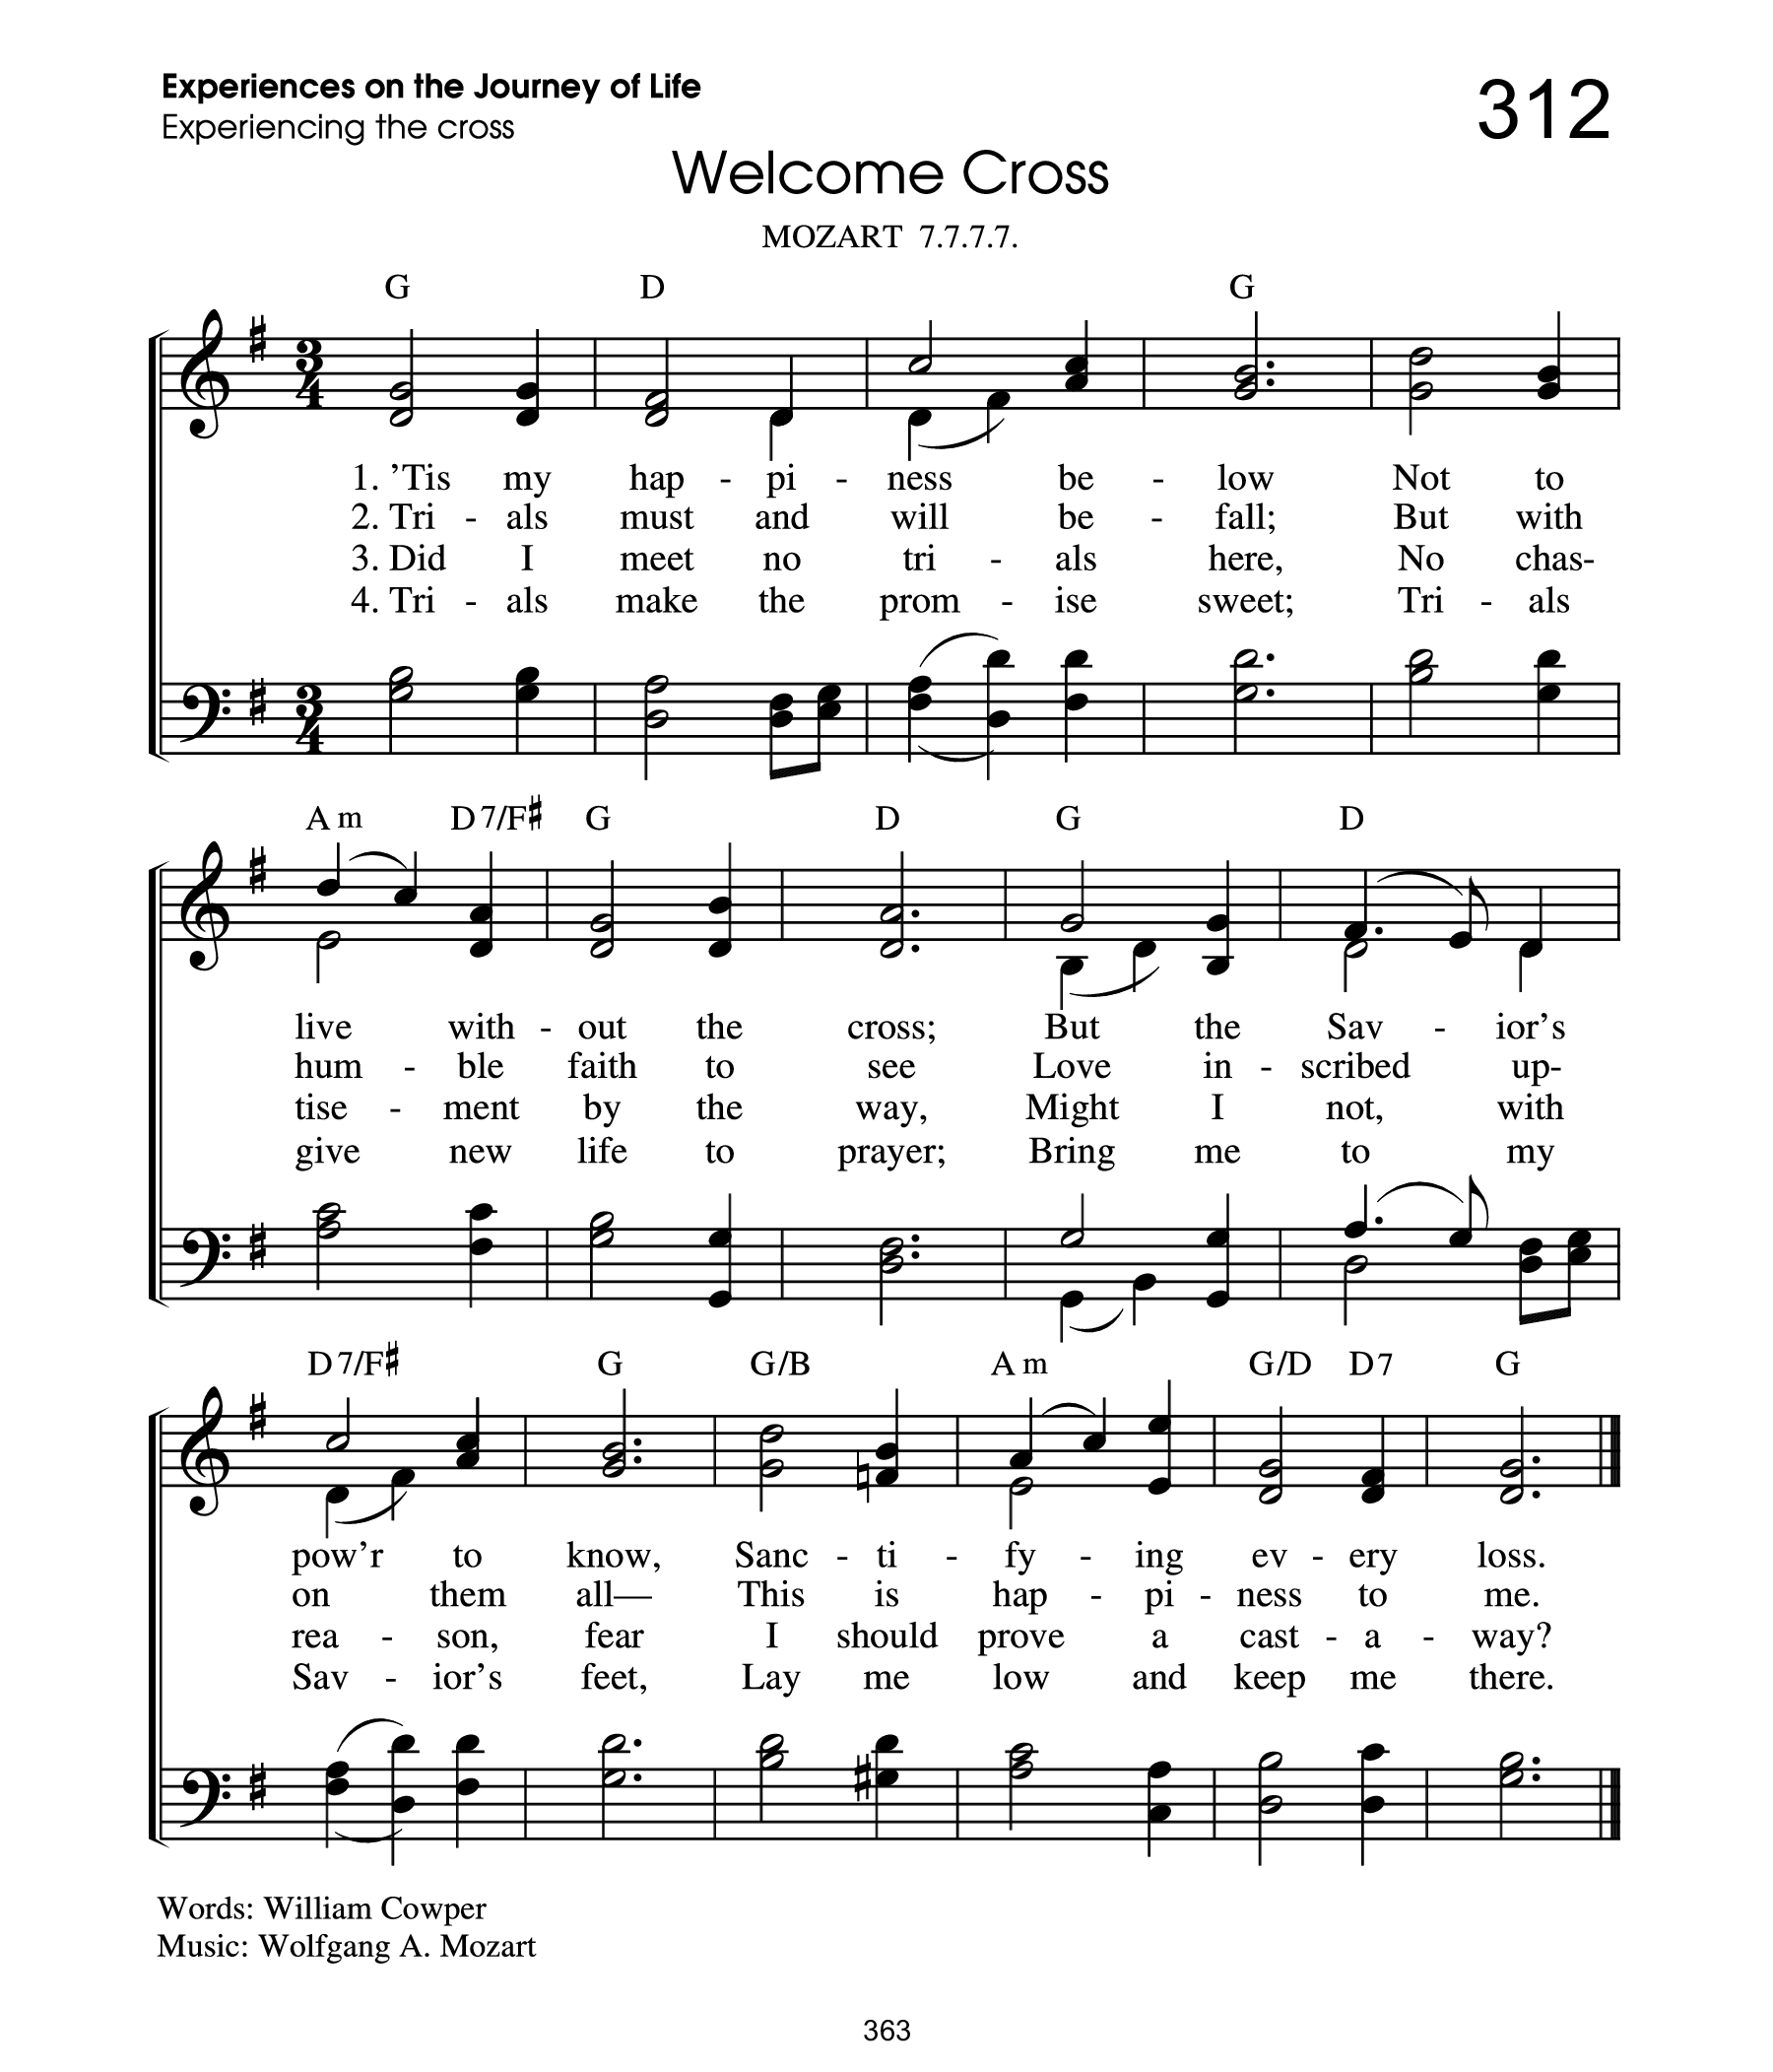 Experiences on the Journey of Life
312
Experiencing the cross
Welcome Cross
MOZART 7.7.7.7.
G D G
1. ’Tis my hap - pi - ness be - low Not to
2. Tri - als must and will be - fall; But with
3. Did I meet no tri - als here, No chas-
4. Tri - als make the prom - ise sweet; Tri - als
A m D 7/F♯ G D G D
live with - out the cross; But the Sav - ior’s
hum - ble faith to see Love in - scribed up-
tise - ment by the way, Might I not, with
give new life to prayer; Bring me to my
D 7/F♯ G G/B A m G/D D 7 G
pow’r to know, Sanc - ti - fy - ing ev - ery loss.
on them all— This is hap - pi - ness to me.
rea - son, fear I should prove a cast - a - way?
Sav - ior’s feet, Lay me low and keep me there.
Words: William Cowper
Music: Wolfgang A. Mozart
363